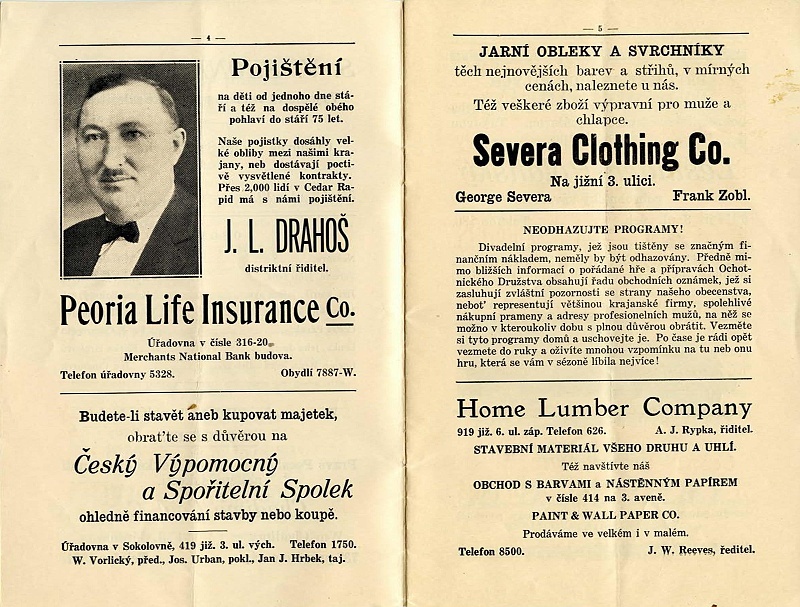 — 4 —
Pojištění
na děti od jednoho dne stá-
ří a též na dospělé obého
pohlaví do stáří 75 let.
Naše pojistky dosáhly vel-
ké obliby mezi našimi kra-
jany, neb dostávají pocti-
vě vysvětlené kontrakty.
Přes 2,000 lidí v Cedar Ra-
pid má s námi pojištění.
J. L. DRAHOŠ
distriktní řiditel.
Peoria Life Insurance Co.
Úřadovna v čísle 316-20
Merchants National Bank budova.
Telefon úřadovny 5328. Obydlí 7887-W.
Budete-li stavět aneb kupovat majetek,
obraťte se s důvěrou na
Český Výpomocný
a Spořitelní Spolek
ohledně financování stavby nebo koupě.
Úřadovna v Sokolovně, 419 již. 3. ul. vých. Telefon 1750.
W. Vorlický, před., Jos. Urban, pokl., Jan J. Hrbek, taj.
— 5 —
JARNÍ OBLEKY A SVRCHNÍKY
těch nejnovějších barev a střihů, v mírných
cenách, naleznete u nás.
Též veškeré zboží výpravní pro muže a
chlapce.
Severa Clothing Co.
Na jižní 3. ulici.
George Severa Frank Zobl.
NEODHAZUJTE PROGRAMY!
Divadelní programy, jež jsou tištěny se značným fi-
nančním nákladem, neměly by být odhazovány. Předně mi-
mo bližších informací o pořádané hře a přípravách Ochot-
nického Družstva obsahují řadu obchodních oznámek, jež si
zasluhují zvláštní pozornosti se strany našeho obecenstva,
neboť representují většinou krajanské firmy, spolehlivé
nákupní prameny a adresy profesionelních mužů, na něž se
možno v kteroukoliv dobu s plnou důvěrou obrátit. Vezměte
si tyto programy domů a uschovejte je. Po čase je rádi opět
vezmete do ruky a oživíte mnohou vzpomínku na tu neb onu
hru, která se vám v sézoně líbila nejvíce!
Home Lumber Company
919 již. 6. ul. záp. Telefon 626. A. J. Rypka, řiditel.
STAVEBNÍ MATERIÁL VŠEHO DRUHU A UHLÍ.
Též navštivte náš
OBCHOD S BARVAMI a NÁSTĚNNÝM PAPÍREM
v čísle 414 na 3. aveně.
PAINT & WALL PAPER CO.
Prodáváme ve velkém i v malém.
Telefon 8500. J. W. Reeves, ředitel.